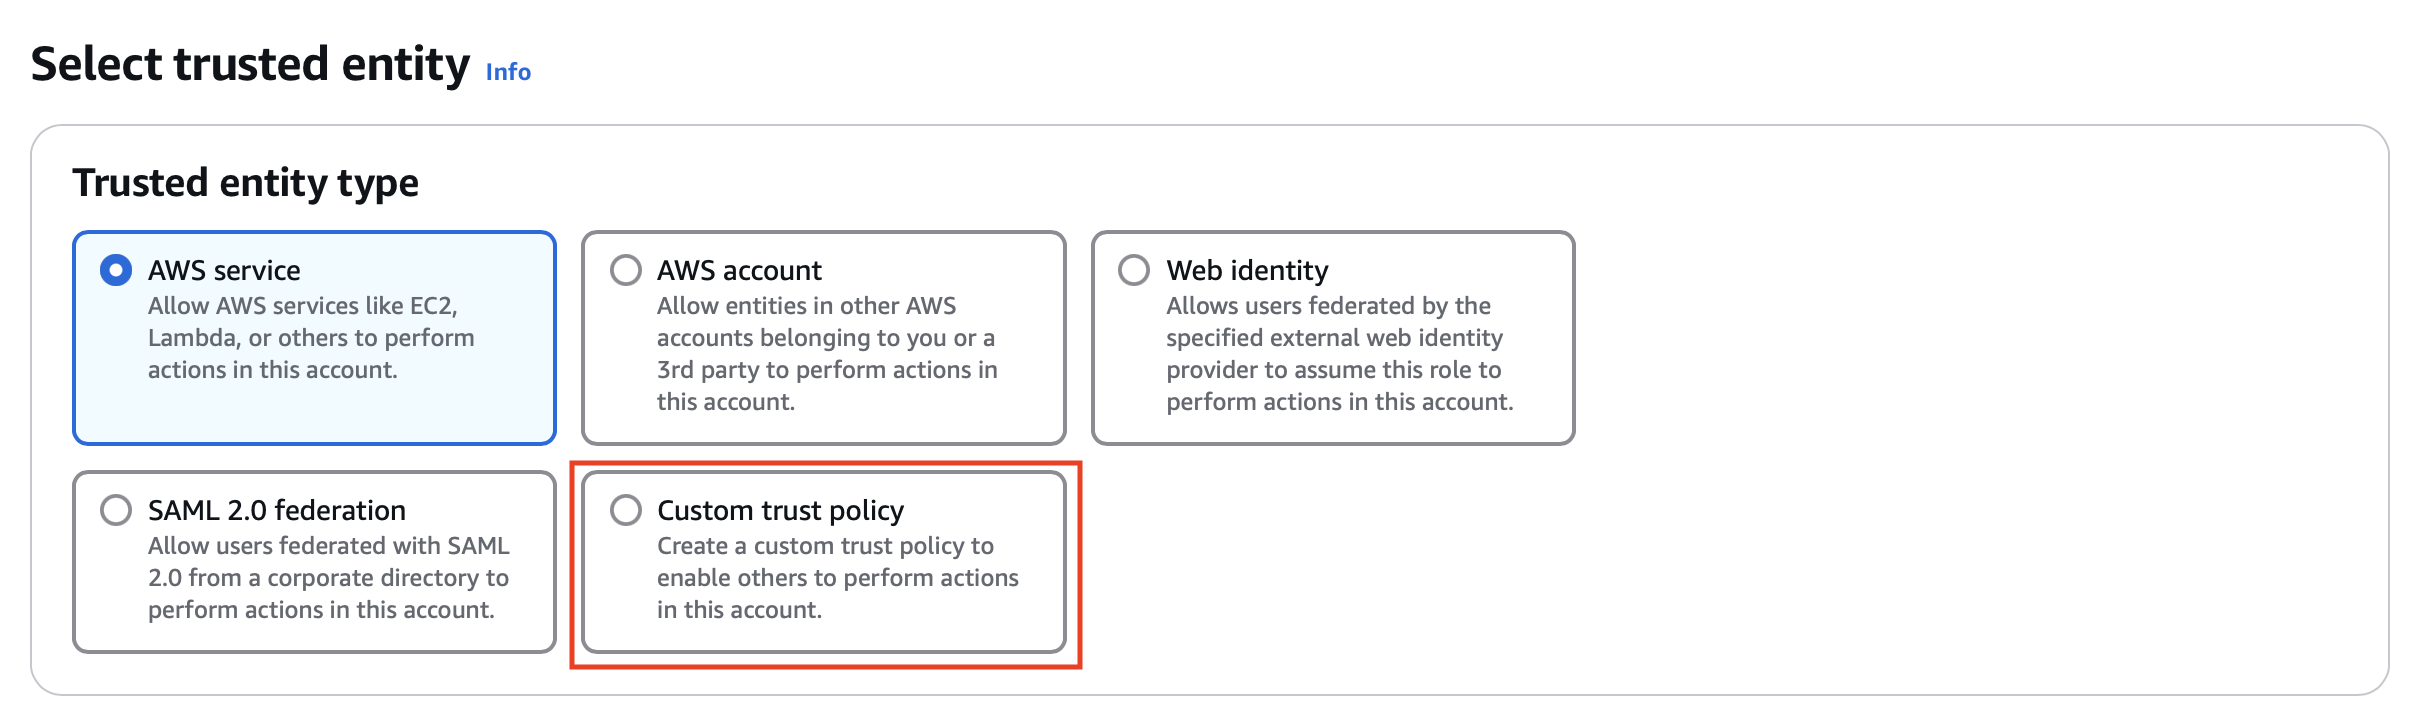 Select trusted entity Info
Trusted entity type
AWS service
Allow AWS services like EC2,
Lambda, or others to perform
actions in this account.
AWS account
Allow entities in other AWS
accounts belonging to you or a
3rd party to perform actions in
this account.
Web identity
Allows users federated by the
specified external web identity
provider to assume this role to
perform actions in this account.
SAML 2.0 federation
Allow users federated with SAML
2.0 from a corporate directory to
perform actions in this account.
Custom trust policy
Create a custom trust policy to
enable others to perform actions
in this account.